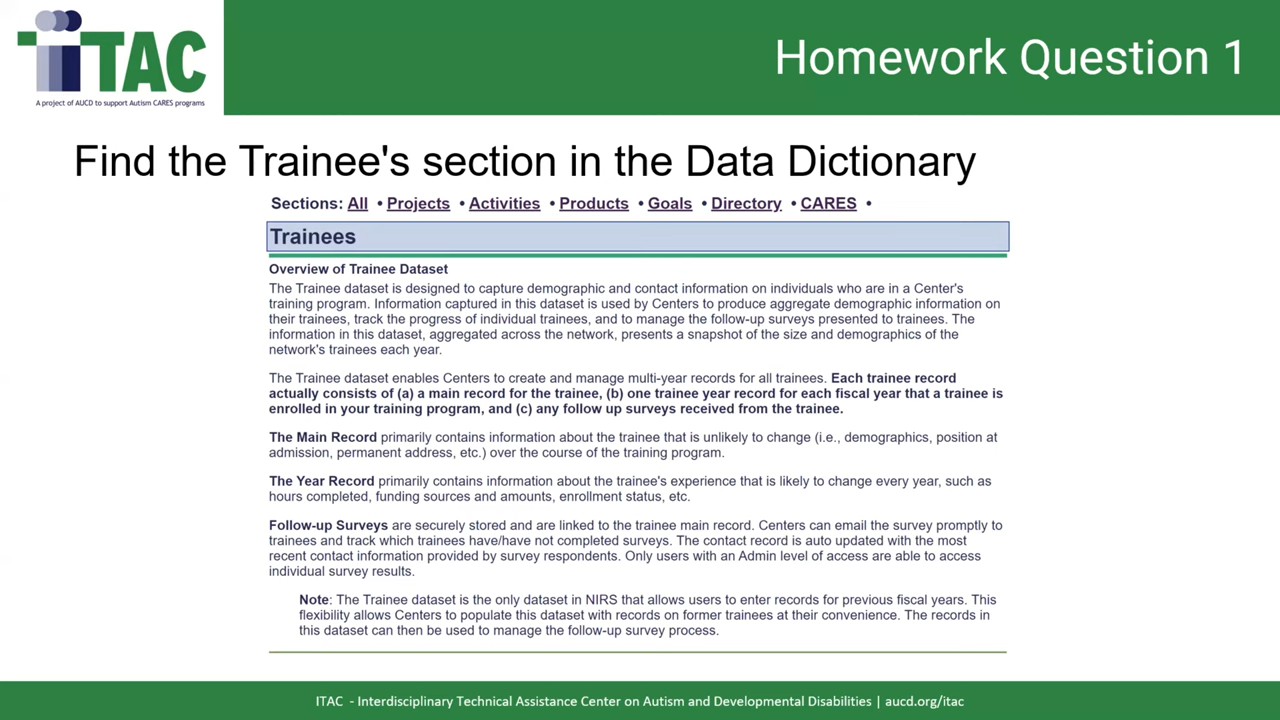 iTAC
A project of AUCD to support Autism CARES programs
Homework Question 1
Find the Trainee's section in the Data Dictionary
Sections: All • Projects • Activities • Products • Goals • Directory • CARES •
Trainees
Overview of Trainee Dataset
The Trainee dataset is designed to capture demographic and contact information on individuals who are in a Center's
training program. Information captured in this dataset is used by Centers to produce aggregate demographic information on
their trainees, track the progress of individual trainees, and to manage the follow-up surveys presented to trainees. The
information in this dataset, aggregated across the network, presents a snapshot of the size and demographics of the
network's trainees each year.
The Trainee dataset enables Centers to create and manage multi-year records for all trainees. Each trainee record
actually consists of (a) a main record for the trainee, (b) one trainee year record for each fiscal year that a trainee is
enrolled in your training program, and (c) any follow up surveys received from the trainee.
The Main Record primarily contains information about the trainee that is unlikely to change (i.e., demographics, position at
admission, permanent address, etc.) over the course of the training program.
The Year Record primarily contains information about the trainee's experience that is likely to change every year, such as
hours completed, funding sources and amounts, enrollment status, etc.
Follow-up Surveys are securely stored and are linked to the trainee main record. Centers can email the survey promptly to
trainees and track which trainees have/have not completed surveys. The contact record is auto updated with the most
recent contact information provided by survey respondents. Only users with an Admin level of access are able to access
individual survey results.
Note: The Trainee dataset is the only dataset in NIRS that allows users to enter records for previous fiscal years. This
flexibility allows Centers to populate this dataset with records on former trainees at their convenience. The records in
this dataset can then be used to manage the follow-up survey process.
ITAC - Interdisciplinary Technical Assistance Center on Autism and Developmental Disabilities | aucd.org/itac